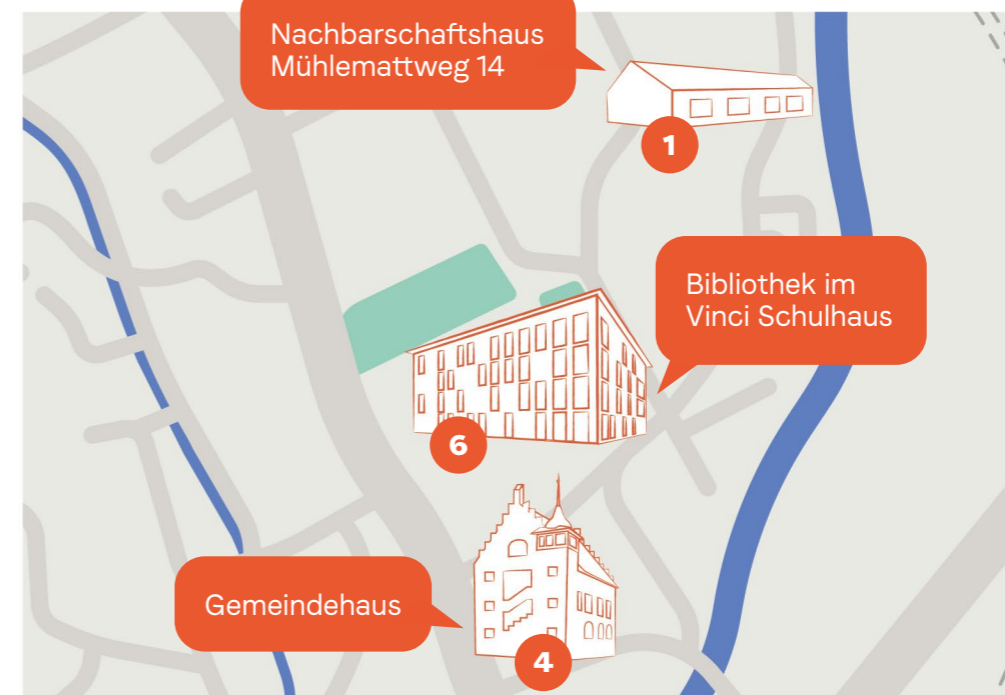 Nachbarschaftshaus
Mühlemattweg 14
1
Bibliothek im
Vinci Schulhaus
6
Gemeindehaus
4